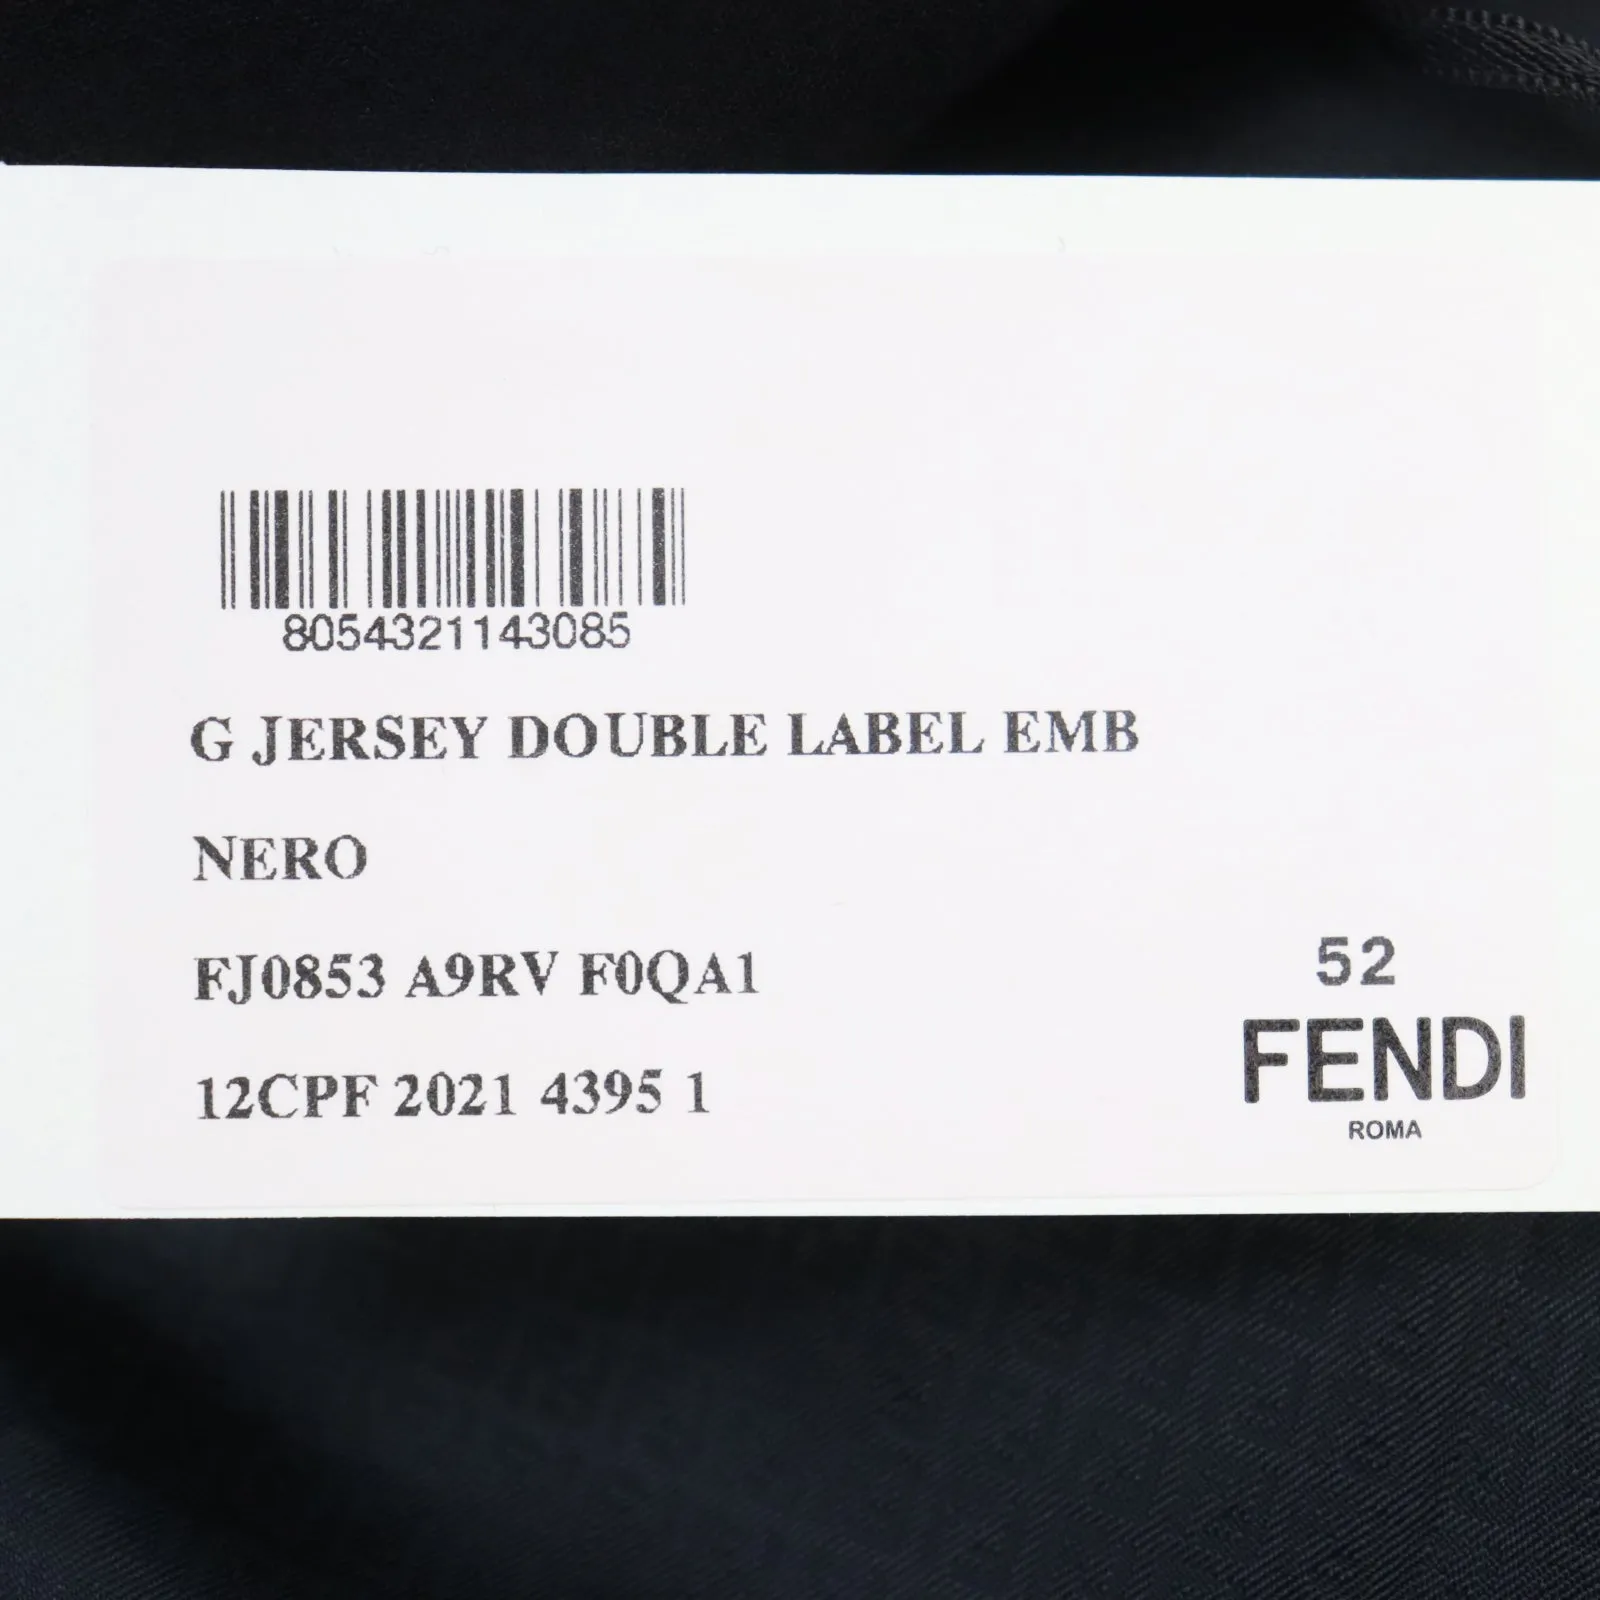 8054321143085
G JERSEY DOUBLE LABEL EMB
NERO
FJ0853 A9RV F0QA1
12CPF 2021 4395 1
52
FENDI
ROMA